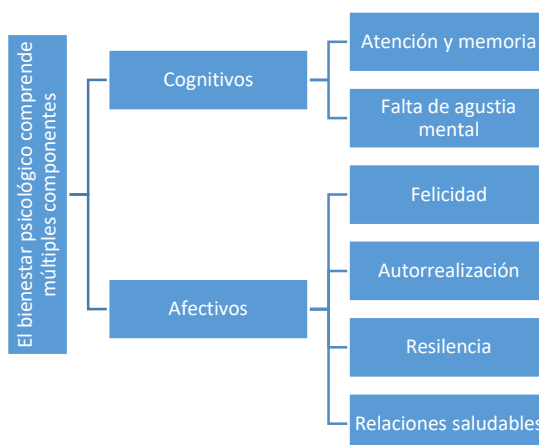 El bienestar psicológico comprende
múltiples componentes
Cognitivos
Atención y memoria
Falta de agustia
mental
Afectivos
Felicidad
Autorrealización
Resilencia
Relaciones saludables